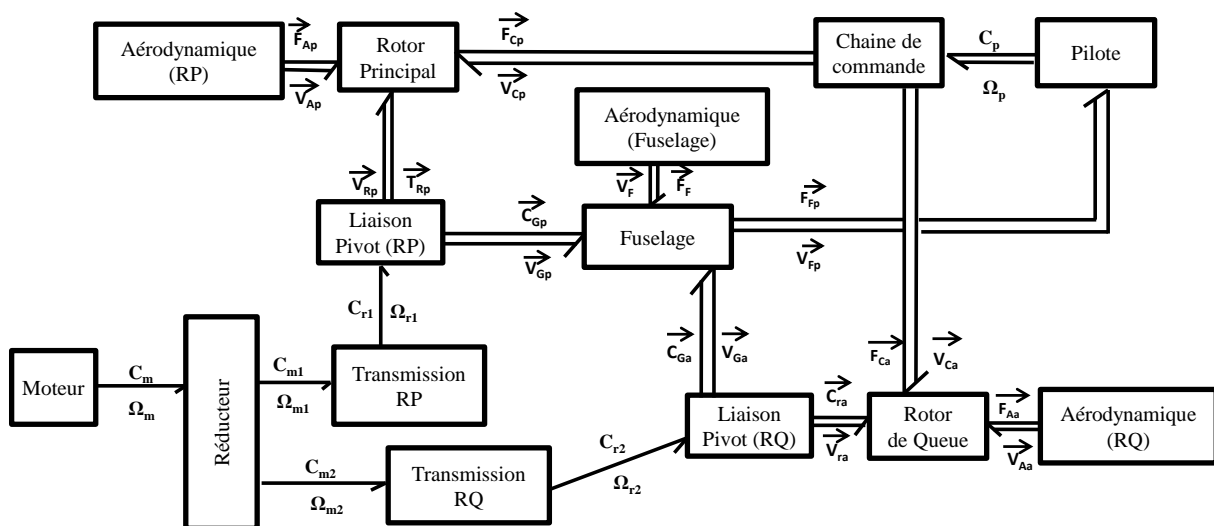 F_Ap
F_Cp
Aérodynamique
(RP)
Rotor
Principal
Chaine de
commande
C_p
Pilote
V_Ap
V_Cp
Ω_p
Aérodynamique
(Fuselage)
V_Rp
T_Rp
V_F
F_F
F_Fp
Liaison
Pivot (RP)
C_Gp
Fuselage
V_Gp
V_Fp
C_r1
Ω_r1
C_Ga
V_Ga
F_Ca
V_Ca
Moteur
C_m
Ω_m
Réducteur
C_m1
Ω_m1
Transmission
RP
C_ra
F_Aa
Liaison
Pivot (RQ)
Rotor
de Queue
Aérodynamique
(RQ)
V_ra
V_Aa
C_m2
Ω_m2
Transmission
RQ
C_r2
Ω_r2